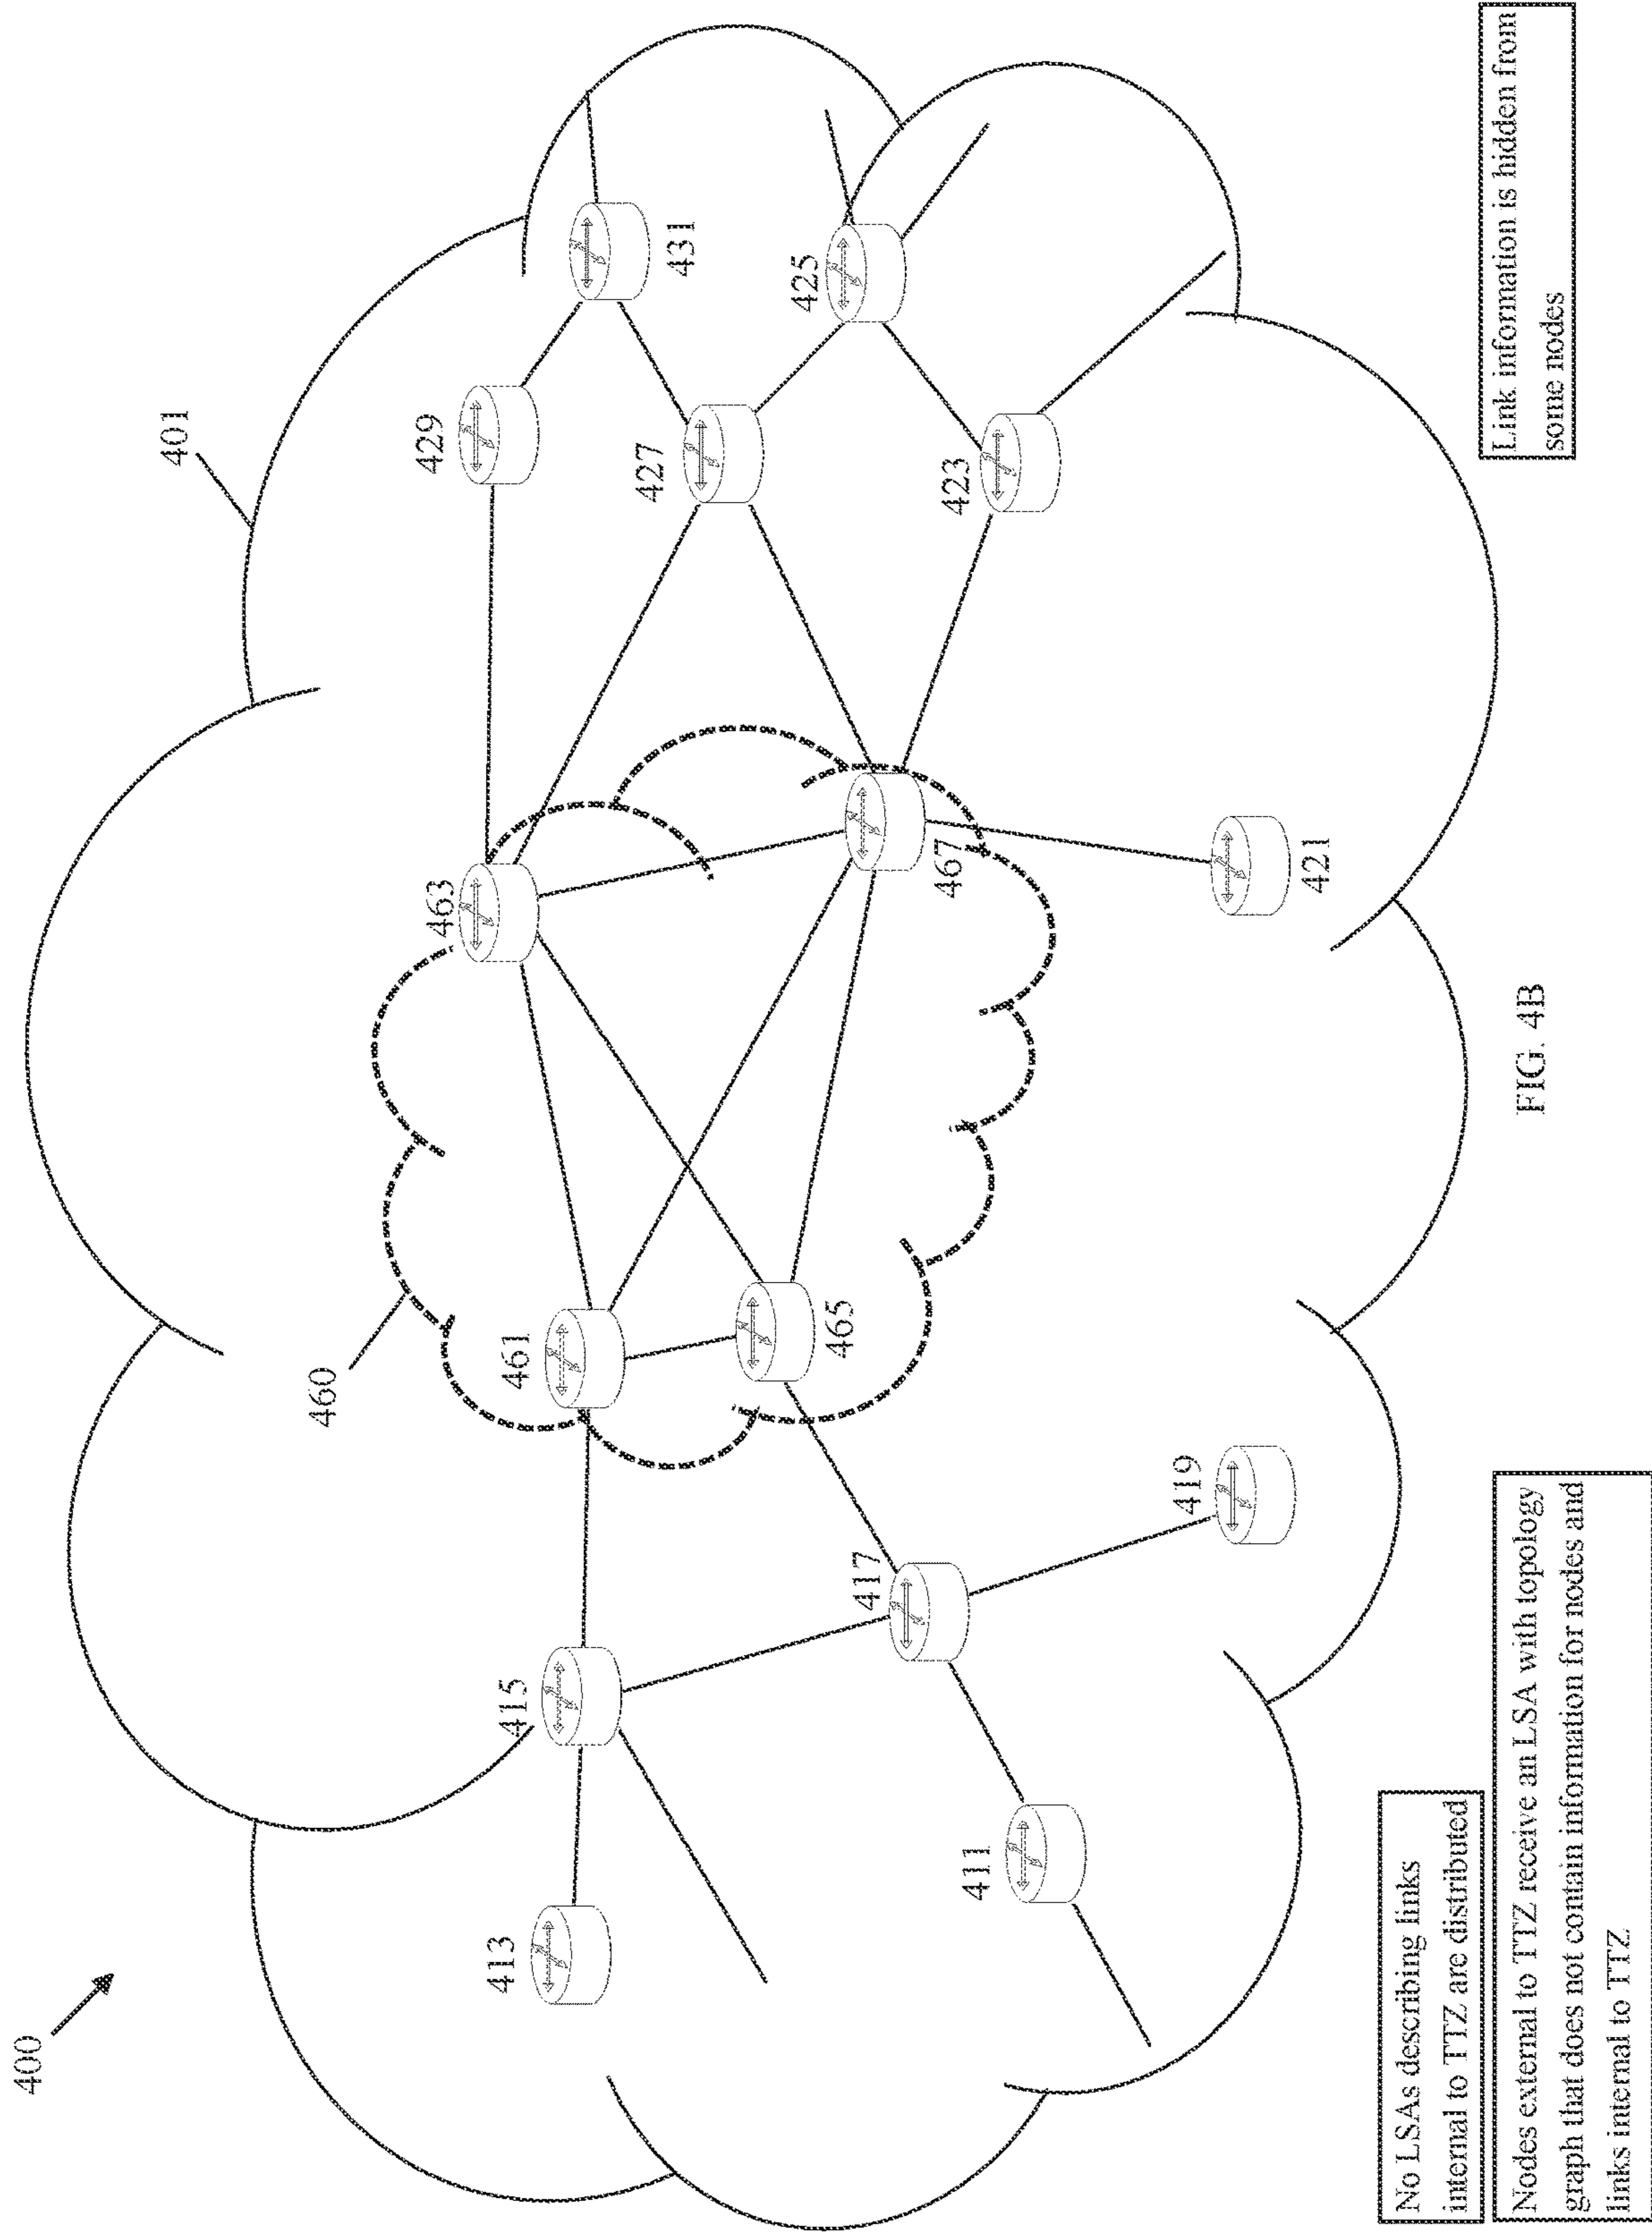 400
401
429
431
463
427
425
460
461
413
415
465
467
423
417
411
419
421
No LSAs describing links
internal to TTZ are distributed
Nodes external to TTZ receive an LSA with topology
graph that does not contain information for nodes and
links internal to TTZ
Link information is hidden from
some nodes
FIG. 4B